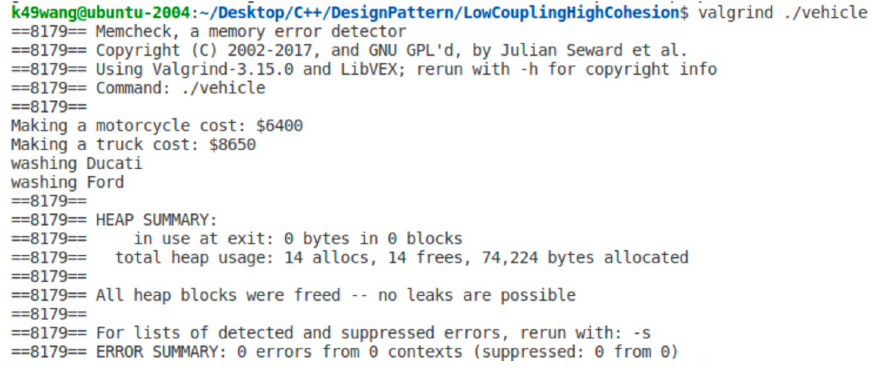 k49wang@ubuntu-2004:~/Desktop/C++/DesignPattern/LowCouplingHighCohesion$ valgrind ./vehicle
==8179== Memcheck, a memory error detector
==8179== Copyright (C) 2002-2017, and GNU GPL'd, by Julian Seward et al.
==8179== Using Valgrind-3.15.0 and LibVEX; rerun with -h for copyright info
==8179== Command: ./vehicle
==8179==
Making a motorcycle cost: $6400
Making a truck cost: $8650
washing Ducati
washing Ford
==8179==
==8179== HEAP SUMMARY:
==8179==     in use at exit: 0 bytes in 0 blocks
==8179==   total heap usage: 14 allocs, 14 frees, 74,224 bytes allocated
==8179==
==8179== All heap blocks were freed -- no leaks are possible
==8179==
==8179== For lists of detected and suppressed errors, rerun with: -s
==8179== ERROR SUMMARY: 0 errors from 0 contexts (suppressed: 0 from 0)